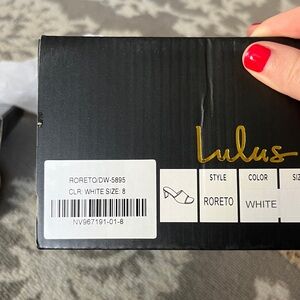 Lulus
RORETO/DW-5895
CLR: WHITE SIZE: 8
NV967191-01-8
STYLE COLOR
RORETO WHITE